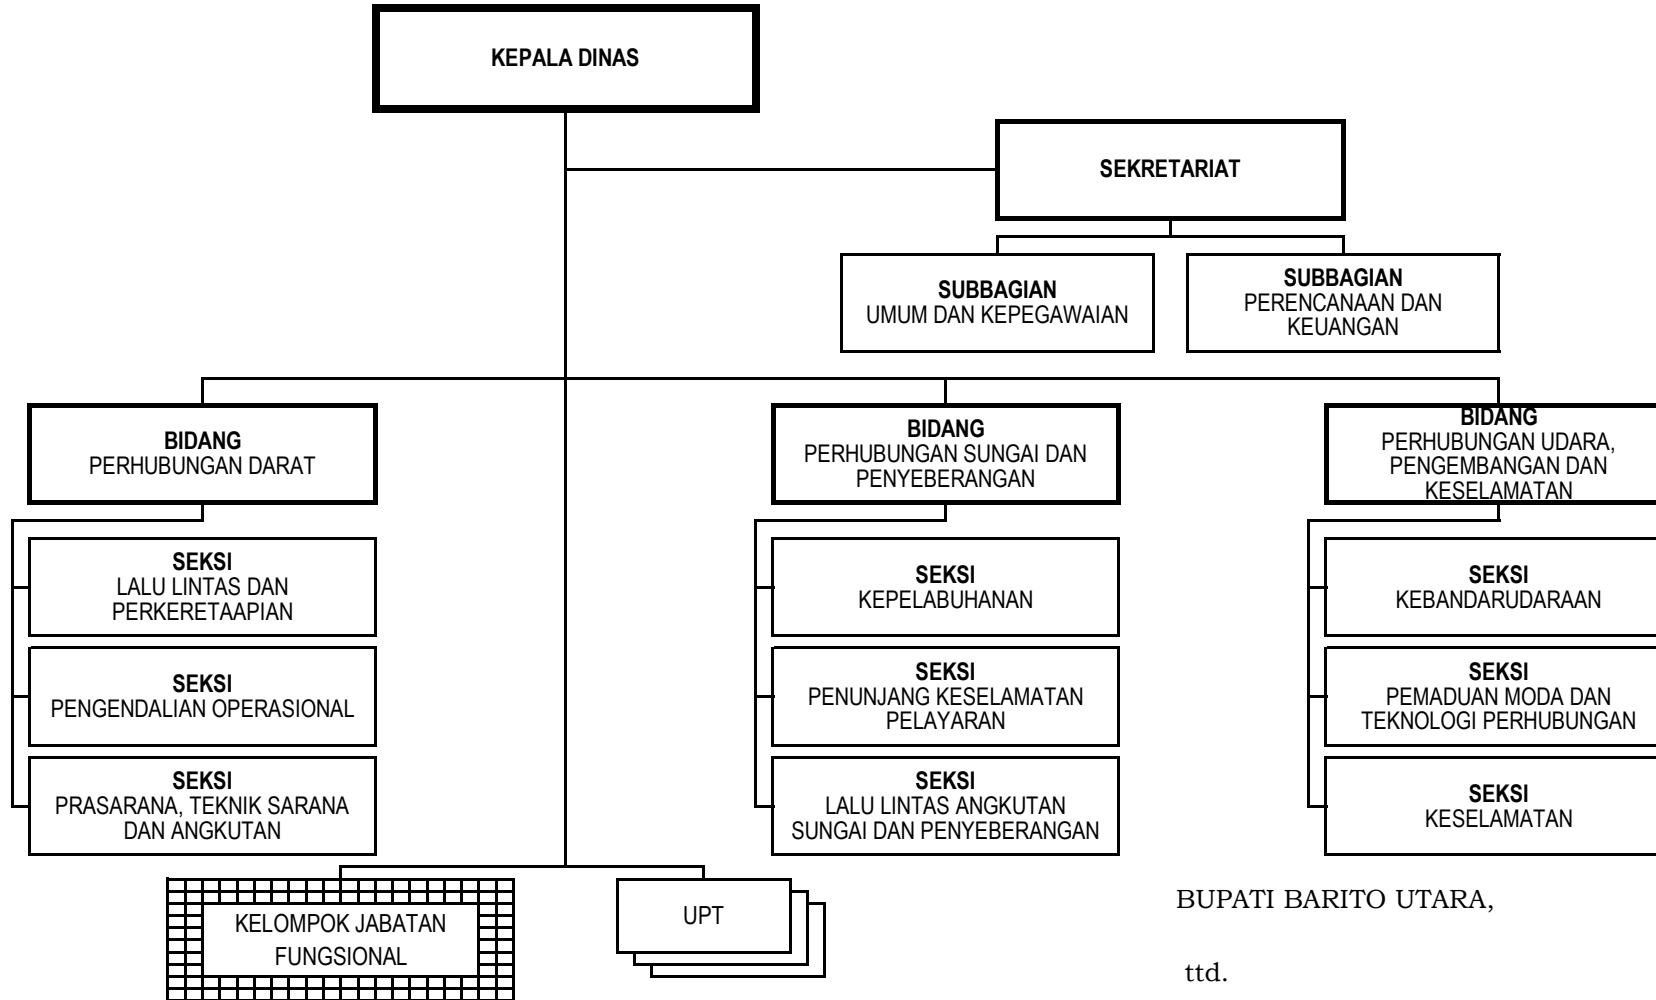 KEPALA DINAS
SEKRETARIAT
SUBBAGIAN
UMUM DAN KEPEGAWAIAN
SUBBAGIAN
PERENCANAAN DAN
KEUANGAN
BIDANG
PERHUBUNGAN DARAT
SEKSI
LALU LINTAS DAN
PERKERETAAPIAN
SEKSI
PENGENDALIAN OPERASIONAL
SEKSI
PRASARANA, TEKNIK SARANA
DAN ANGKUTAN
BIDANG
PERHUBUNGAN SUNGAI DAN
PENYEBERANGAN
SEKSI
KEPELABUHANAN
SEKSI
PENUNJANG KESELAMATAN
PELAYARAN
SEKSI
LALU LINTAS ANGKUTAN
SUNGAI DAN PENYEBERANGAN
BIDANG
PERHUBUNGAN UDARA,
PENGEMBANGAN DAN
KESELAMATAN
SEKSI
KEBANDARUDARAAN
SEKSI
PEMADUAN MODA DAN
TEKNOLOGI PERHUBUNGAN
SEKSI
KESELAMATAN
KELOMPOK JABATAN
FUNGSIONAL
UPT
BUPATI BARITO UTARA,
ttd.